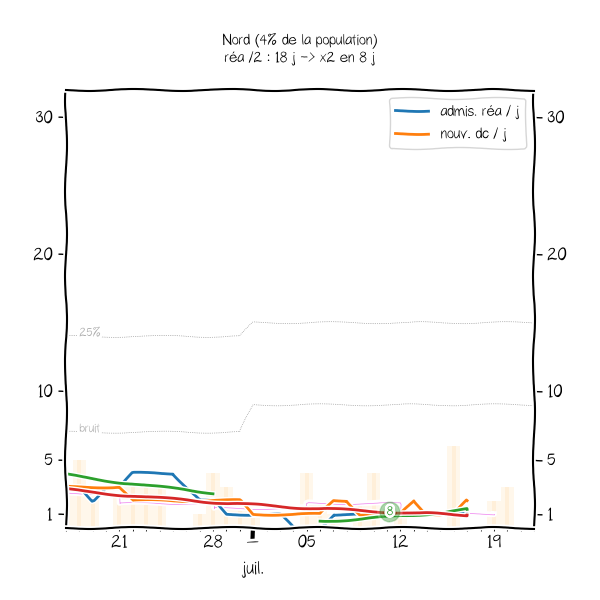 Nord (4% de la population)
réa /2 : 18 j -> x2 en 8 j
admis. réa / j
nouv. dc / j
30
30
20
20
25%
10
10
bruit
5
5
8
1
1
21
28
05
12
19
juil.